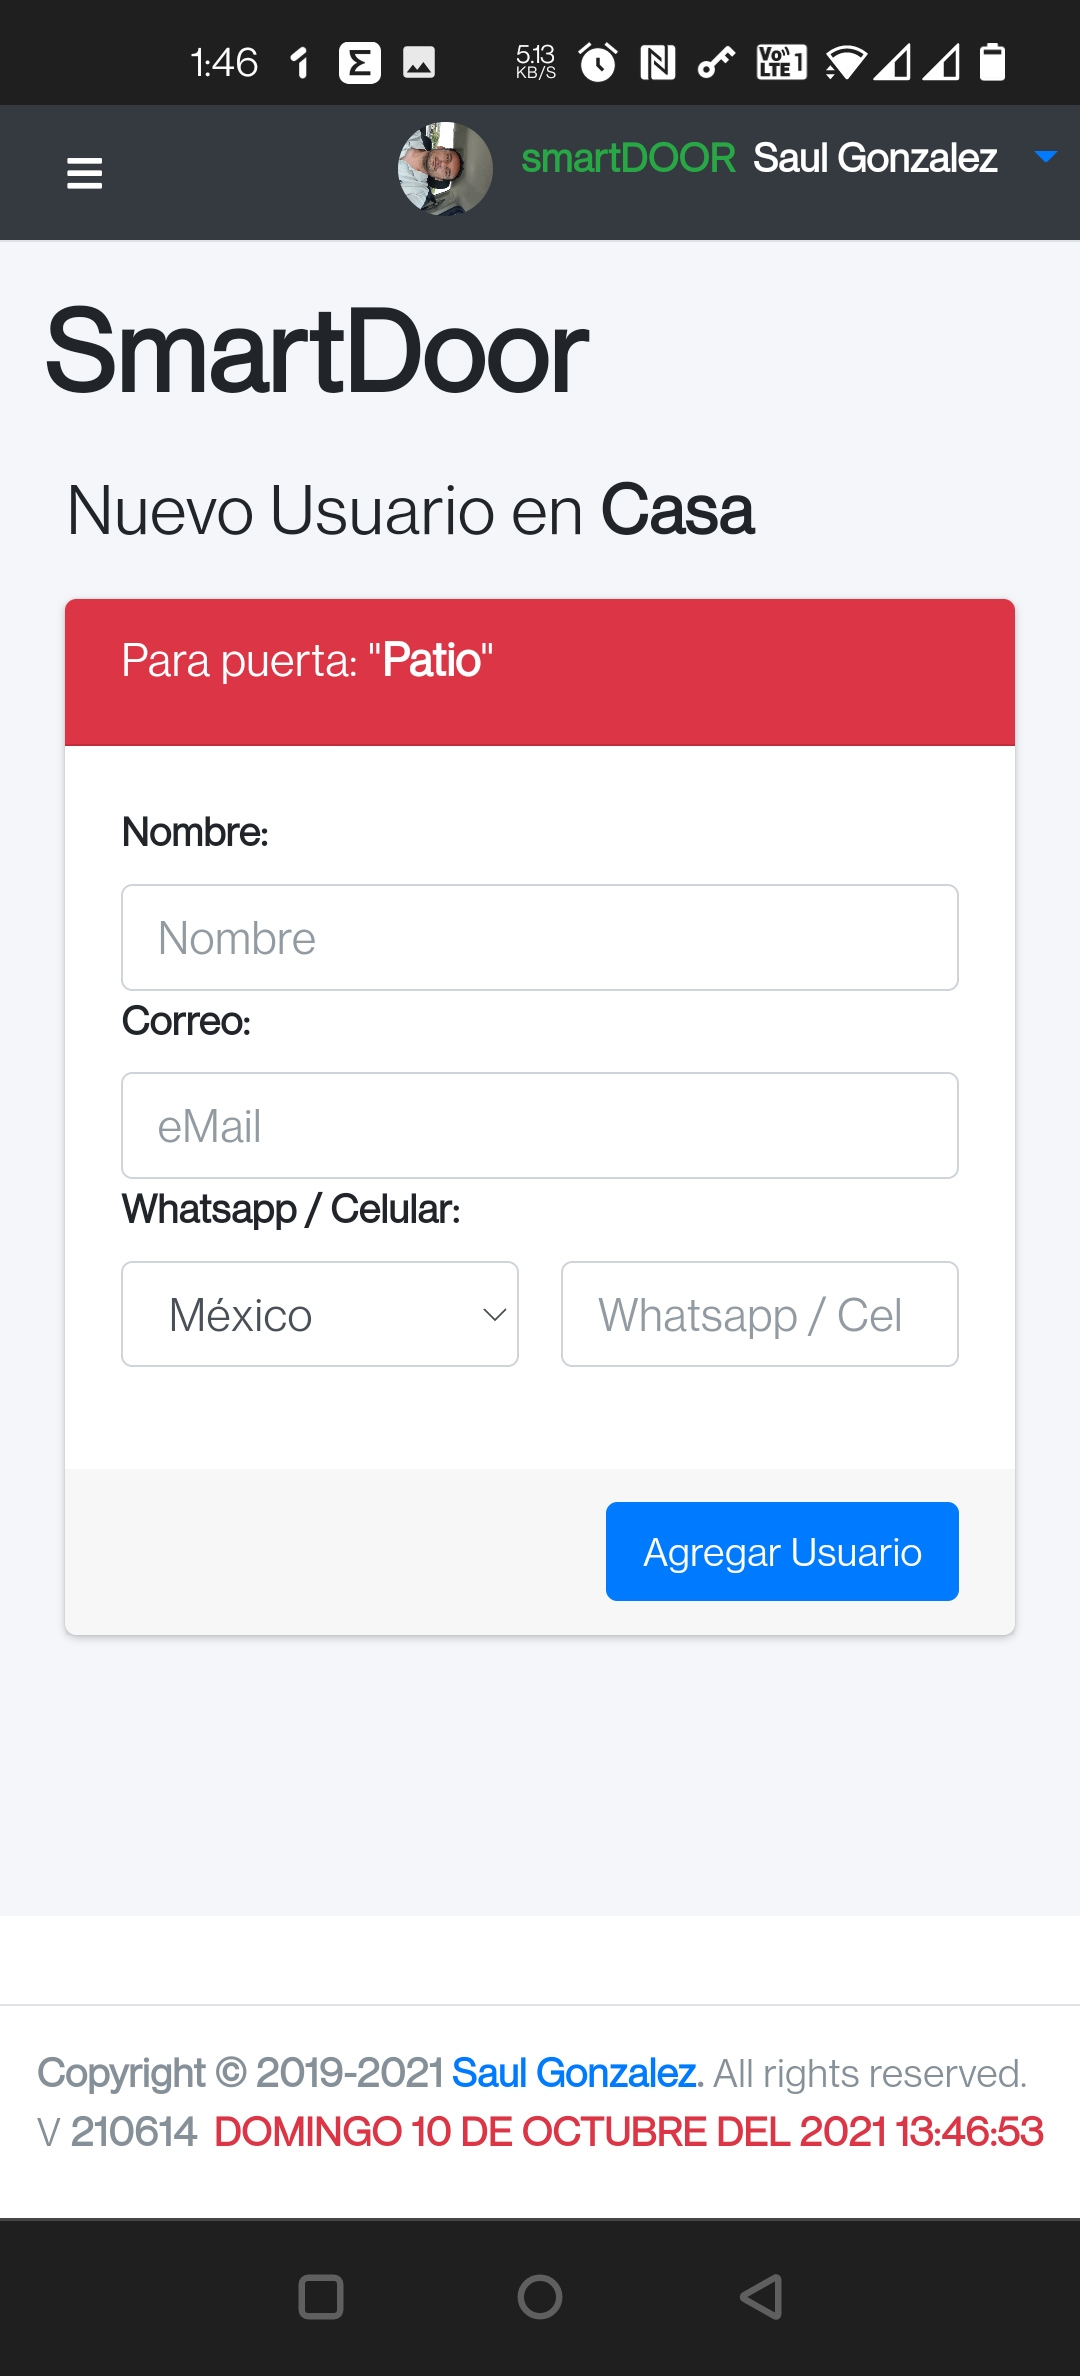 1:46 5.13 KB/S Vo)) LTE 1
smartDOOR Saul Gonzalez
SmartDoor
Nuevo Usuario en Casa
Para puerta: "Patio"
Nombre:
Nombre
Correo:
eMail
Whatsapp / Celular:
México Whatsapp / Cel
Agregar Usuario
Copyright © 2019-2021 Saul Gonzalez. All rights reserved.
V 210614 DOMINGO 10 DE OCTUBRE DEL 2021 13:46:53